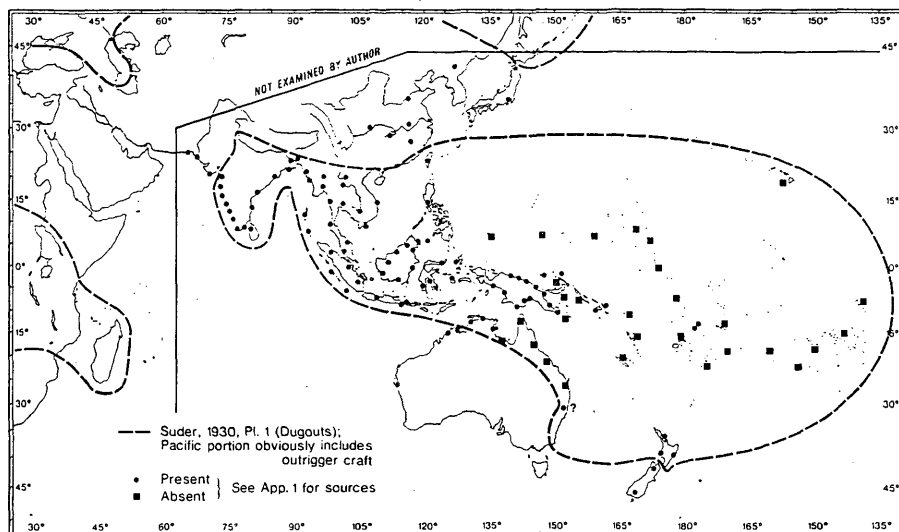 30° 45° 60° 75° 90° 105° 120° 135° 150° 165° 180° 165° 150° 135°
45° 45°
NOT EXAMINED BY AUTHOR
30° 30°
15° 15°
0° 0°
15° 15°
30° ? 30°
Suder, 1930, Pl. 1 (Dugouts);
Pacific portion obviously includes
outrigger craft
Present
Absent } See App. 1 for sources
45° 45°
30° 45° 60° 75° 90° 105° 120° 135° 150° 165° 180° 165° 150° 135°